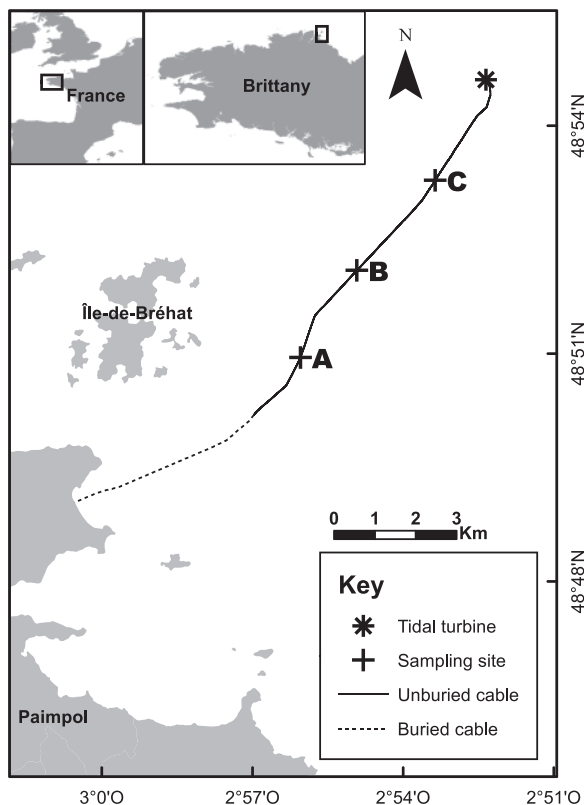 France
Brittany
N
48°54'N
C
B
Île-de-Bréhat
48°51'N
A
0 1 2 3
Km
48°48'N
Key
Tidal turbine
Sampling site
Unburied cable
Buried cable
Paimpol
3°0'O 2°57'O 2°54'O 2°51'O